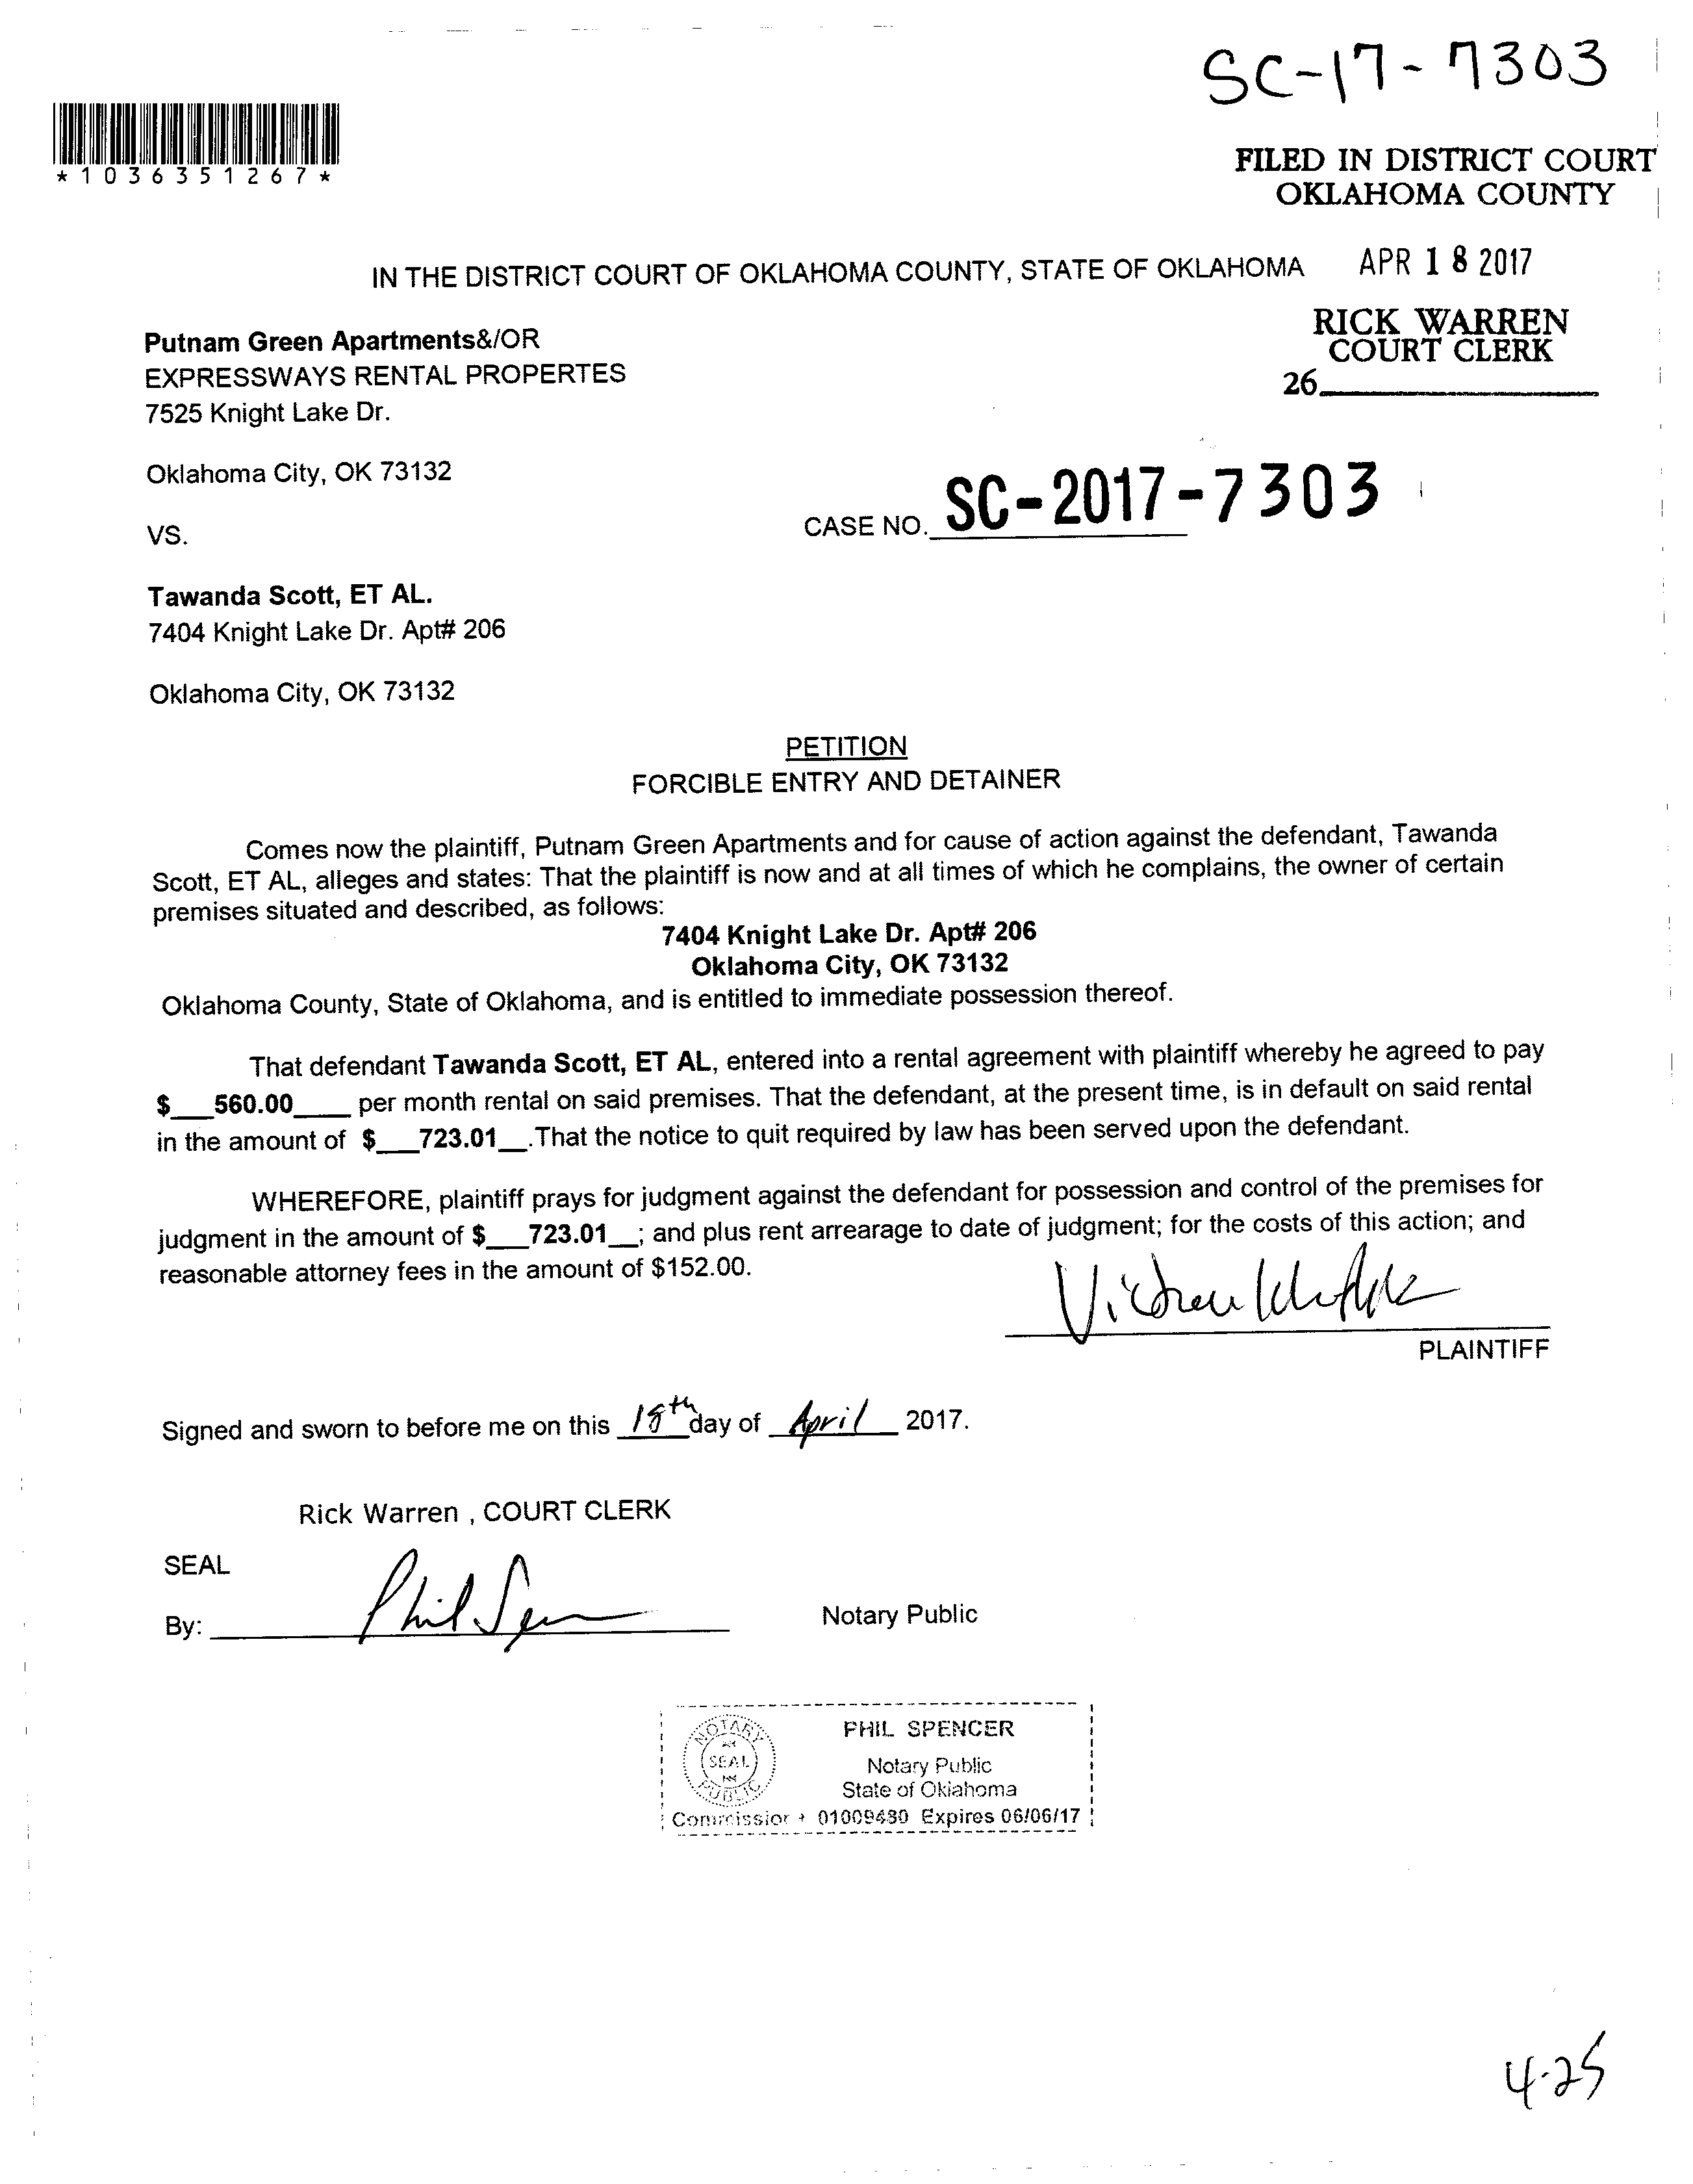 SC-17-7303
*1036351267*
FILED IN DISTRICT COURT
OKLAHOMA COUNTY
IN THE DISTRICT COURT OF OKLAHOMA COUNTY, STATE OF OKLAHOMA
APR 18 2017
RICK WARREN
COURT CLERK
26
Putnam Green Apartments&/OR
EXPRESSWAYS RENTAL PROPERTES
7525 Knight Lake Dr.
Oklahoma City, OK 73132
VS.
CASE NO. SC-2017-7303
Tawanda Scott, ET AL.
7404 Knight Lake Dr. Apt# 206
Oklahoma City, OK 73132
PETITION
FORCIBLE ENTRY AND DETAINER
Comes now the plaintiff, Putnam Green Apartments and for cause of action against the defendant, Tawanda
Scott, ET AL, alleges and states: That the plaintiff is now and at all times of which he complains, the owner of certain
premises situated and described, as follows:
7404 Knight Lake Dr. Apt# 206
Oklahoma City, OK 73132
Oklahoma County, State of Oklahoma, and is entitled to immediate possession thereof.
That defendant Tawanda Scott, ET AL, entered into a rental agreement with plaintiff whereby he agreed to pay
$___560.00____ per month rental on said premises. That the defendant, at the present time, is in default on said rental
in the amount of $___723.01__.That the notice to quit required by law has been served upon the defendant.
WHEREFORE, plaintiff prays for judgment against the defendant for possession and control of the premises for
judgment in the amount of $___723.01__; and plus rent arrearage to date of judgment; for the costs of this action; and
reasonable attorney fees in the amount of $152.00.
PLAINTIFF
Signed and sworn to before me on this 18th day of April 2017.
Rick Warren , COURT CLERK
SEAL
By: Phil Spencer Notary Public
NOTARY PUBLIC SEAL
PHIL SPENCER
Notary Public
State of Oklahoma
Commission # 01009480 Expires 06/06/17
4-25